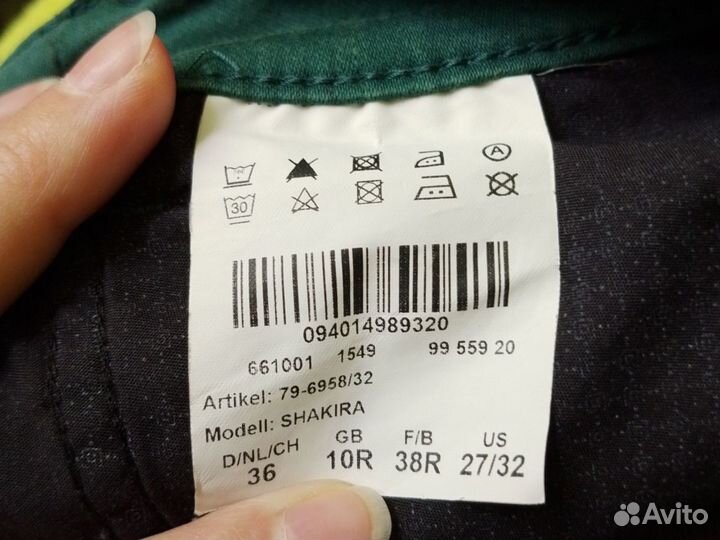 A
30
094014989320
661001 1549 99 559 20
Artikel: 79-6958/32
Modell: SHAKIRA
D/NL/CH GB F/B US
36 10R 38R 27/32
Avito